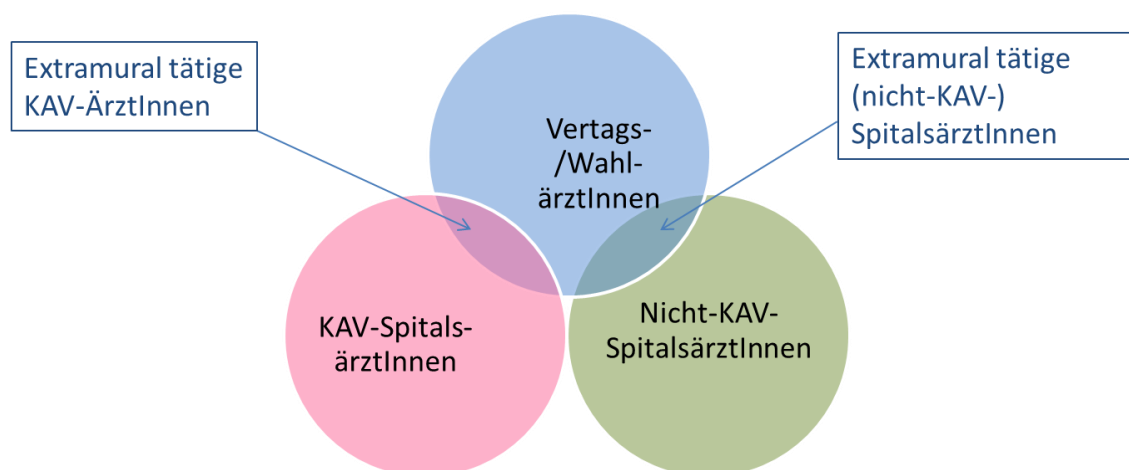 Extramural tätige
KAV-ÄrztInnen
Extramural tätige
(nicht-KAV-)
SpitalsärztInnen
Vertags-
/Wahl-
ärztInnen
KAV-Spitals-
ärztInnen
Nicht-KAV-
SpitalsärztInnen